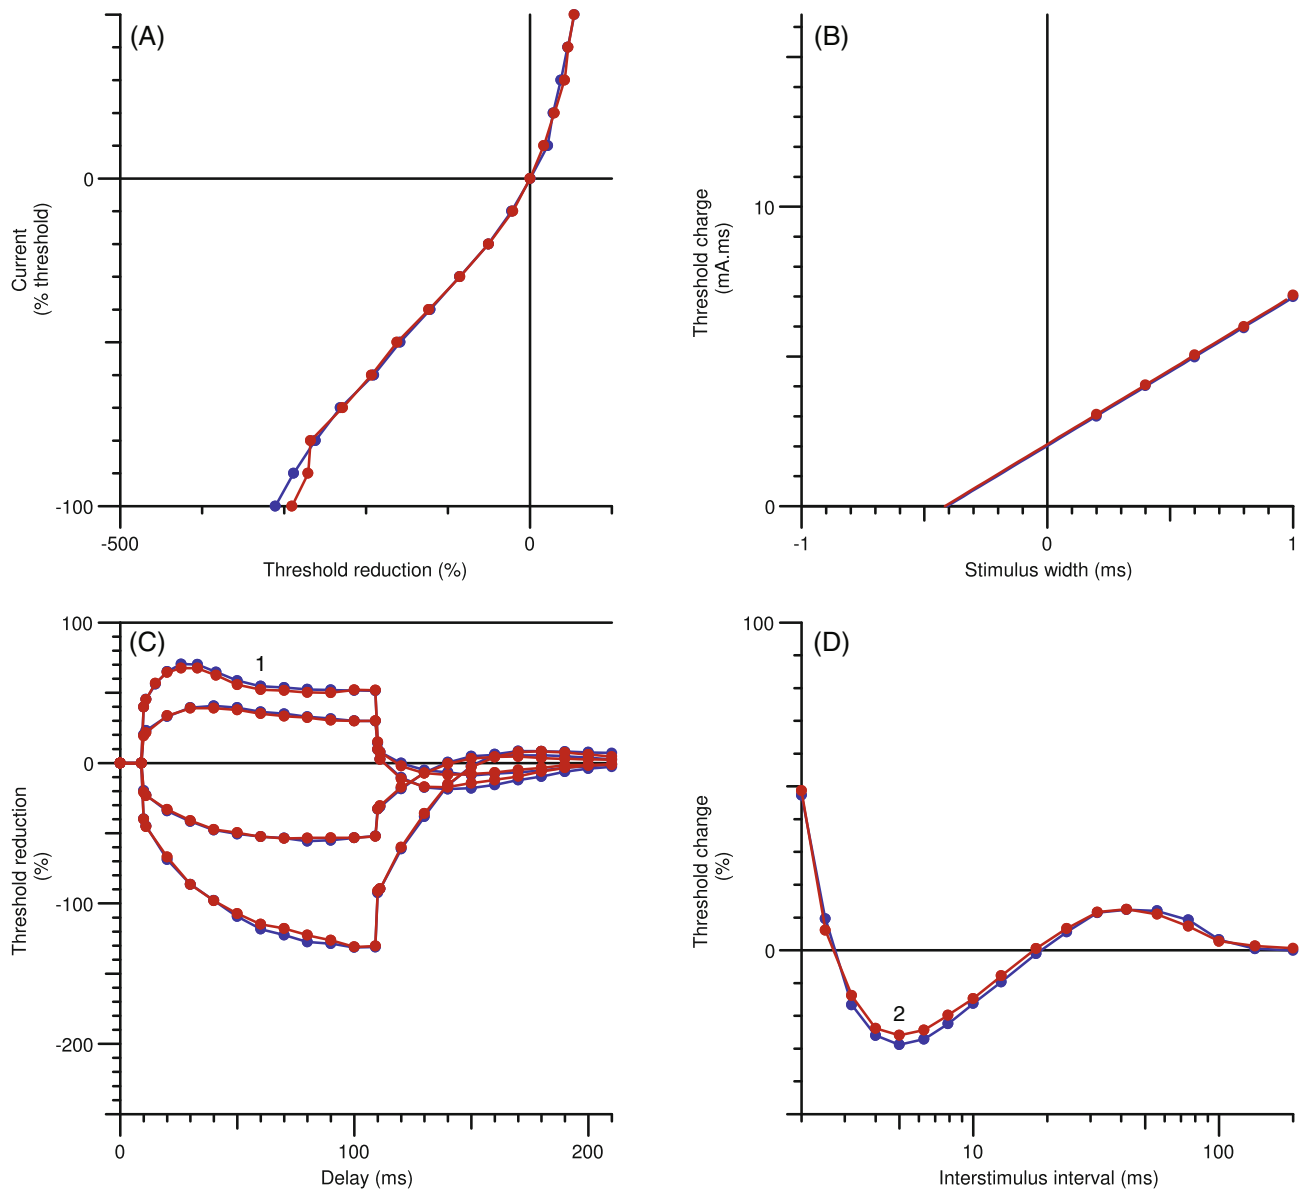 (A)
0
-100
-500
0
Current
(% threshold)
Threshold reduction (%)
(B)
10
0
-1
0
1
Threshold charge
(mA.ms)
Stimulus width (ms)
(C)
1
100
0
-100
-200
0
100
200
Threshold reduction
(%)
Delay (ms)
(D)
2
100
0
10
100
Threshold change
(%)
Interstimulus interval (ms)